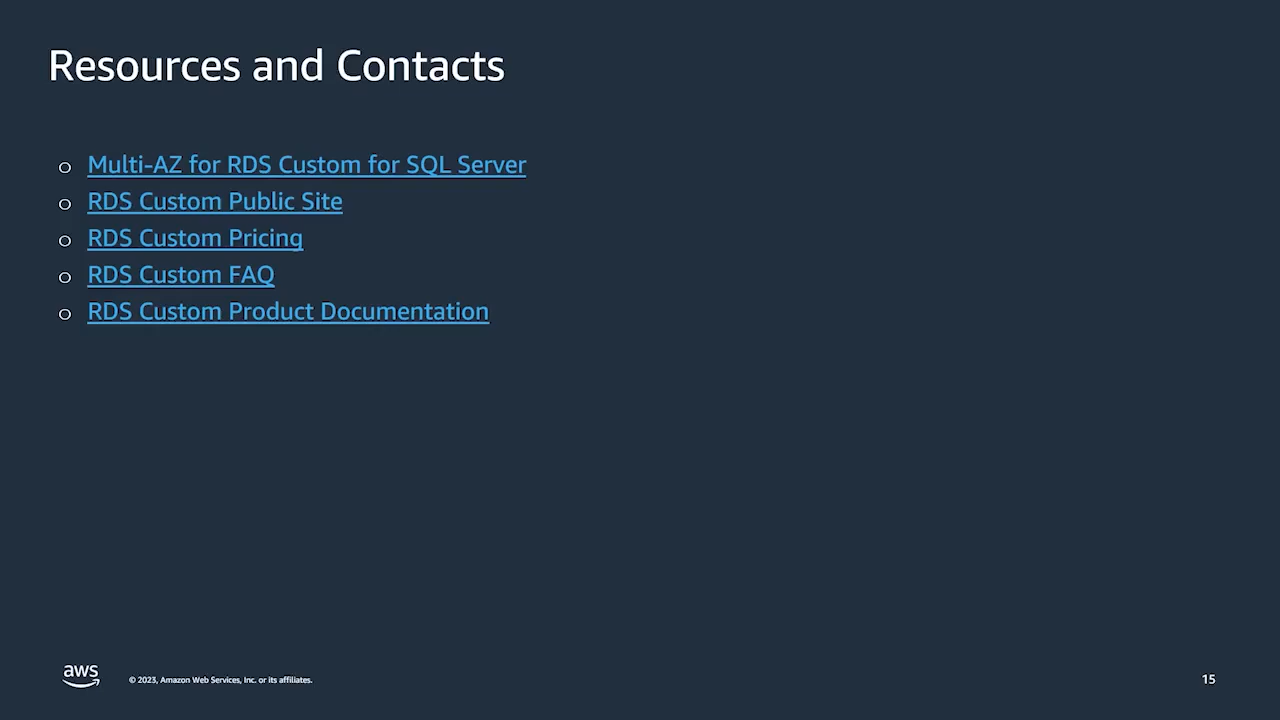 Resources and Contacts
o Multi-AZ for RDS Custom for SQL Server
o RDS Custom Public Site
o RDS Custom Pricing
o RDS Custom FAQ
o RDS Custom Product Documentation
aws
© 2023, Amazon Web Services, Inc. or its affiliates.
15